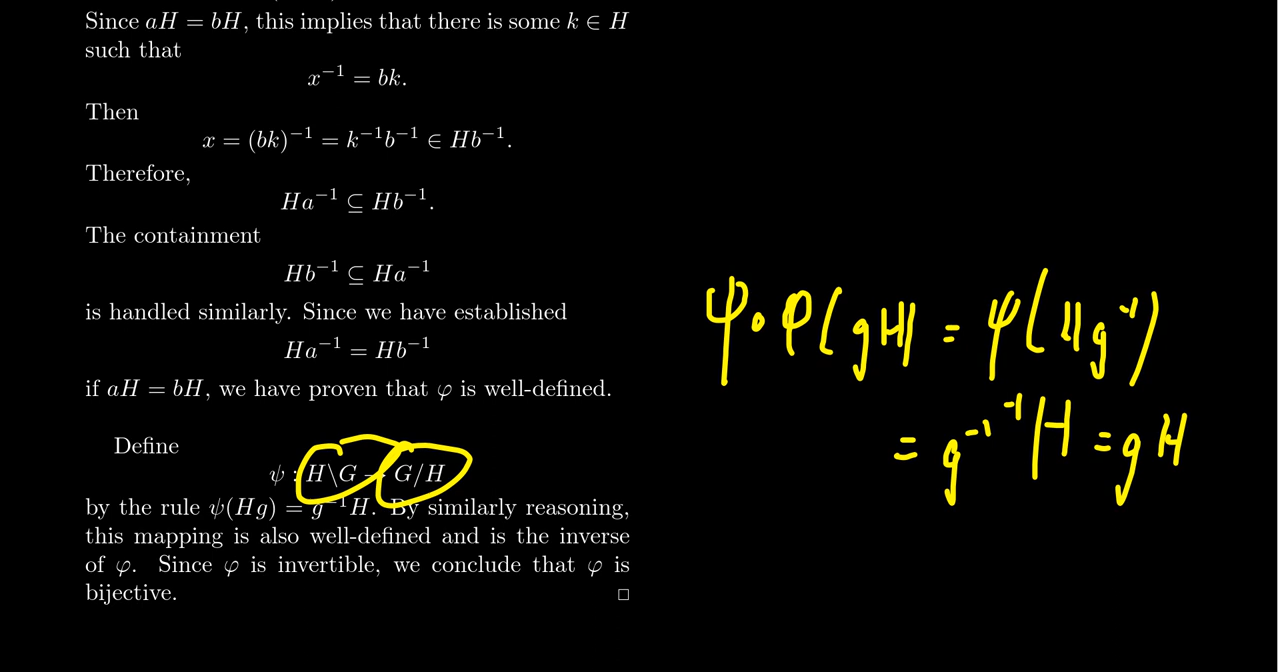 Since aH = bH, this implies that there is some k ∈ H
such that
x⁻¹ = bk.
Then
x = (bk)⁻¹ = k⁻¹b⁻¹ ∈ Hb⁻¹.
Therefore,
Ha⁻¹ ⊆ Hb⁻¹.
The containment
Hb⁻¹ ⊆ Ha⁻¹
is handled similarly. Since we have established
Ha⁻¹ = Hb⁻¹
if aH = bH, we have proven that φ is well-defined.
Define
ψ : H\G → G/H
by the rule ψ(Hg) = g⁻¹H. By similarly reasoning,
this mapping is also well-defined and is the inverse
of φ. Since φ is invertible, we conclude that φ is
bijective. □
ψ∘φ(gH) = ψ(Hg⁻¹)
= g⁻¹⁻¹H = gH